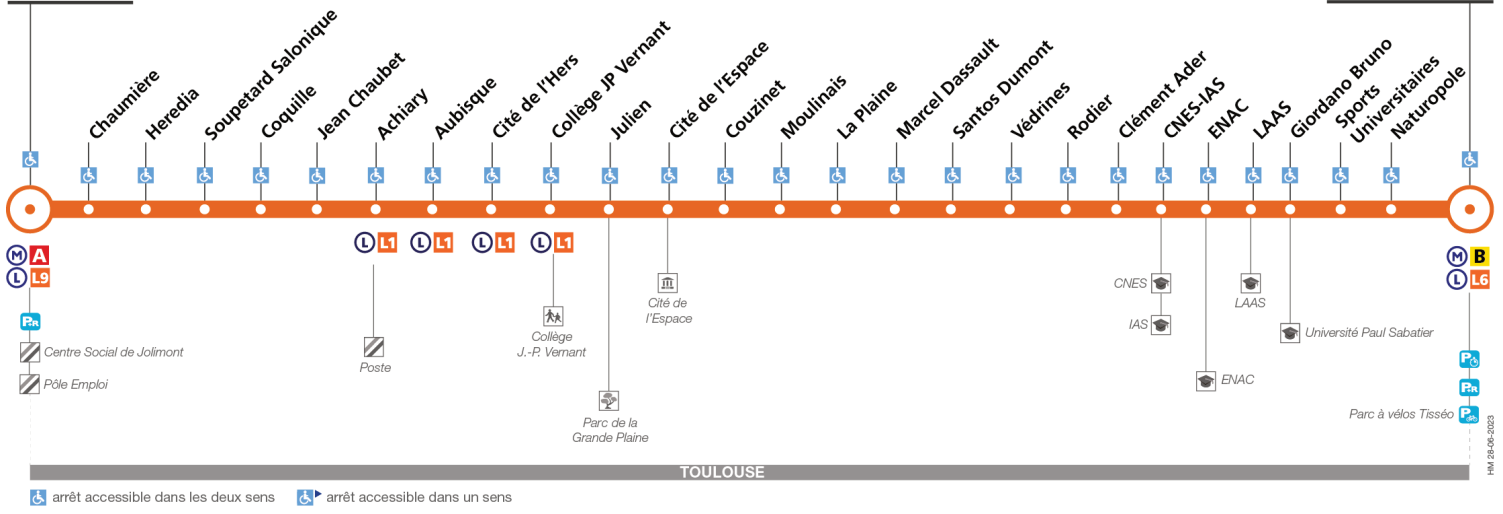 Chaumière
Heredia
Soupetard Salonique
Coquille
Jean Chaubet
Achiary
Aubisque
Cité de l'Hers
Collège JP Vernant
Julien
Cité de l'Espace
Couzinet
Moulinais
La Plaine
Marcel Dassault
Santos Dumont
Védrines
Rodier
Clément Ader
CNES-IAS
ENAC
LAAS
Giordano Bruno
Sports
Universitaires
Naturopole
M A
L L9
P+R
Centre Social de Jolimont
Pôle Emploi
L L1
Poste
L L1
L L1
L L1
Collège
J.-P. Vernant
Parc de la
Grande Plaine
Cité de
l'Espace
CNES
IAS
ENAC
LAAS
Université Paul Sabatier
M B
L L6
P
P+R
Parc à vélos Tisséo P
HM 28-06-2023
TOULOUSE
arrêt accessible dans les deux sens
arrêt accessible dans un sens